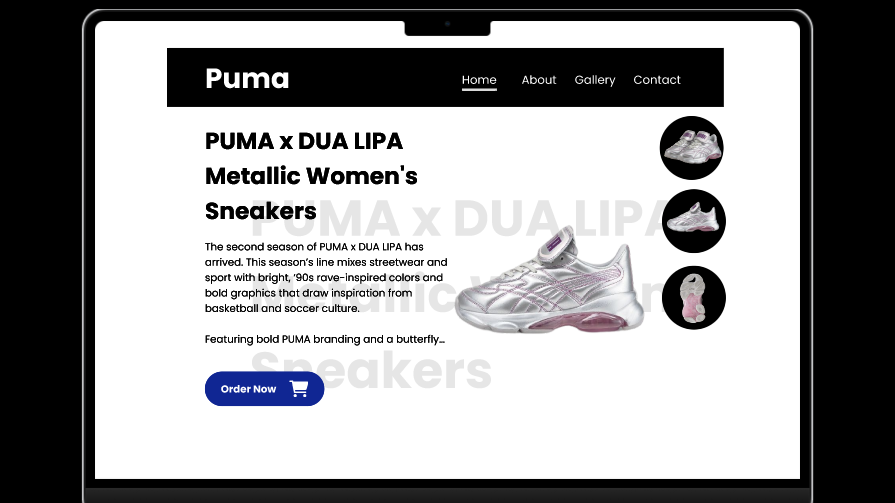 Puma
Home About Gallery Contact
PUMA x DUA LIPA
Metallic Women's
Sneakers
PUMA x DUA LIPA
Sneakers
The second season of PUMA x DUA LIPA has
arrived. This season’s line mixes streetwear and
sport with bright, ’90s rave-inspired colors and
bold graphics that draw inspiration from
basketball and soccer culture.
Featuring bold PUMA branding and a butterfly...
Order Now